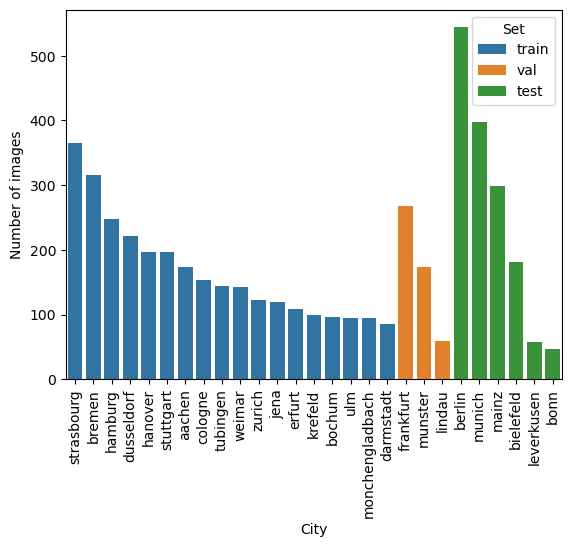 Set
train
val
test
Number of images
500
400
300
200
100
0
strasbourg
bremen
hamburg
dusseldorf
hanover
stuttgart
aachen
cologne
tubingen
weimar
zurich
jena
erfurt
krefeld
bochum
ulm
monchengladbach
darmstadt
frankfurt
munster
lindau
berlin
munich
mainz
bielefeld
leverkusen
bonn
City